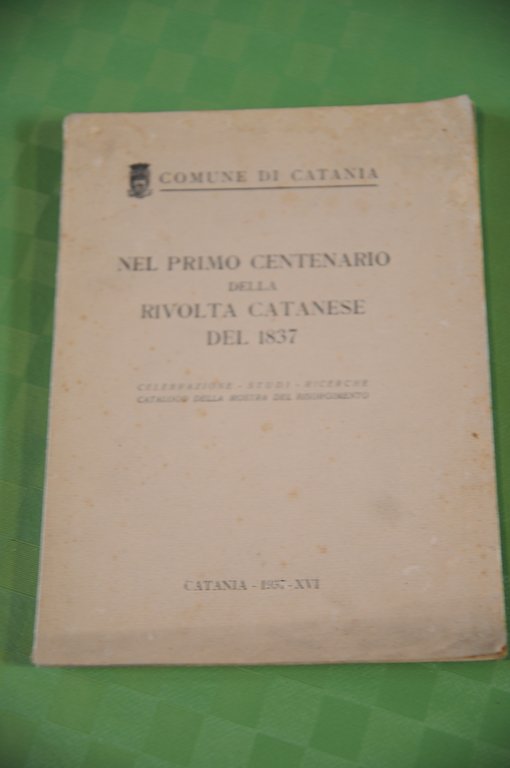 COMUNE DI CATANIA
NEL PRIMO CENTENARIO
DELLA
RIVOLTA CATANESE
DEL 1837
CELEBRAZIONE - STUDI - RICERCHE
CATALOGO DELLA MOSTRA DEL RISORGIMENTO
CATANIA - 1937 - XVI